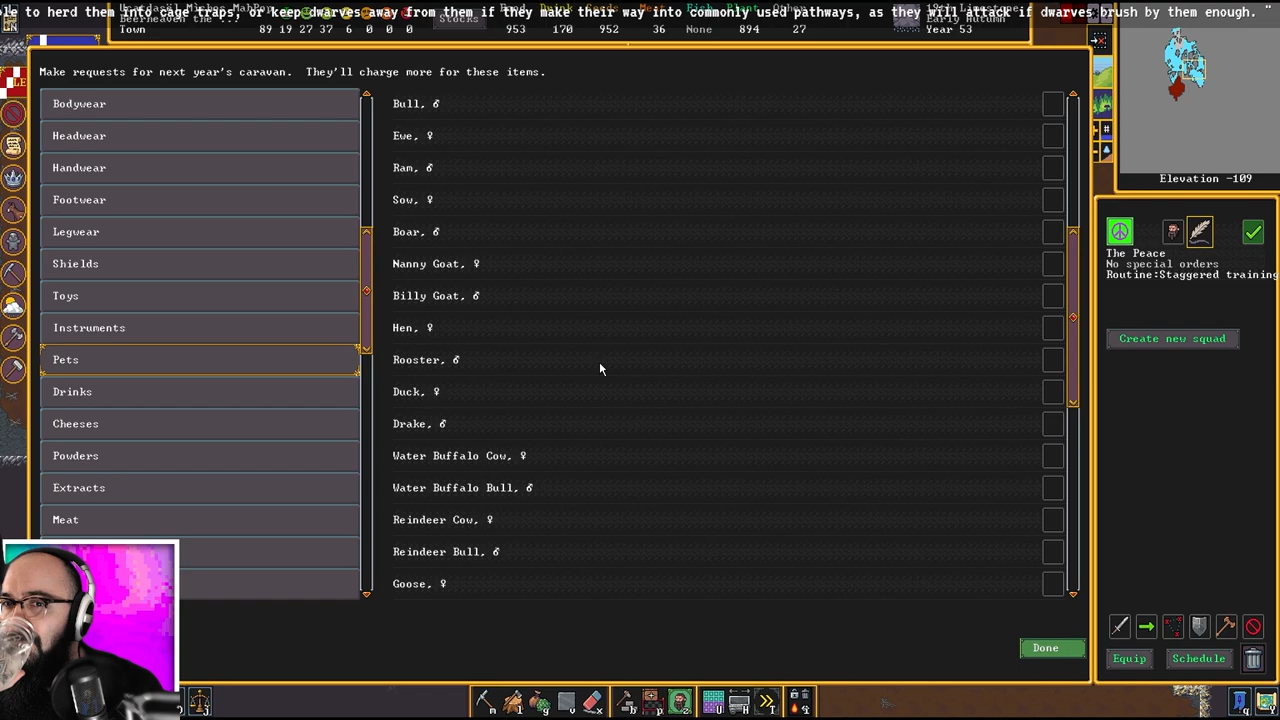 ls to herd them into cage traps, or keep dwarves away from them if they make their way into commonly used pathways, as they will attack if dwarves brush by them enough. "
Town
89 19 27 37 6 0 0 0
Stocks
953 170 952 36 None 894 27
Early Autumn
Year 53
Make requests for next year's caravan. They'll charge more for these items.
Bodywear
Headwear
Handwear
Footwear
Legwear
Shields
Toys
Instruments
Pets
Drinks
Cheeses
Powders
Extracts
Meat
Bull, ♂
Ewe, ♀
Ram, ♂
Sow, ♀
Boar, ♂
Nanny Goat, ♀
Billy Goat, ♂
Hen, ♀
Rooster, ♂
Duck, ♀
Drake, ♂
Water Buffalo Cow, ♀
Water Buffalo Bull, ♂
Reindeer Cow, ♀
Reindeer Bull, ♂
Goose, ♀
Done
Elevation -109
The Peace
No special orders
Routine:Staggered training
Create new squad
Equip
Schedule